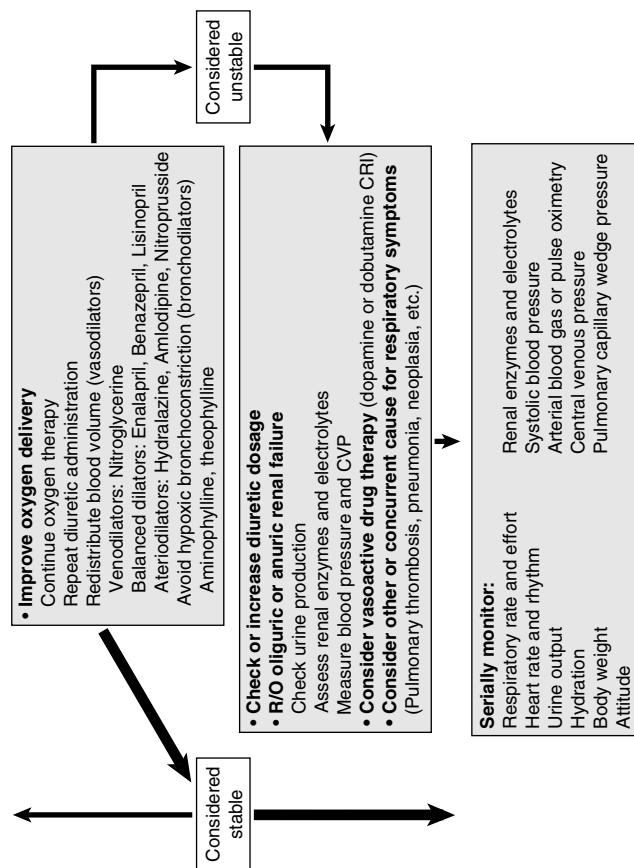 • Improve oxygen delivery
Continue oxygen therapy
Repeat diuretic administration
Redistribute blood volume (vasodilators)
Venodilators: Nitroglycerine
Balanced dilators: Enalapril, Benazepril, Lisinopril
Ateriodilators: Hydralazine, Amlodipine, Nitroprusside
Avoid hypoxic bronchoconstriction (bronchodilators)
Aminophylline, theophylline
Considered
unstable
Considered
stable
• Check or increase diuretic dosage
• R/O oliguric or anuric renal failure
Check urine production
Assess renal enzymes and electrolytes
Measure blood pressure and CVP
• Consider vasoactive drug therapy (dopamine or dobutamine CRI)
• Consider other or concurrent cause for respiratory symptoms
(Pulmonary thrombosis, pneumonia, neoplasia, etc.)
Serially monitor:
Respiratory rate and effort
Heart rate and rhythm
Urine output
Hydration
Body weight
Attitude
Renal enzymes and electrolytes
Systolic blood pressure
Arterial blood gas or pulse oximetry
Central venous pressure
Pulmonary capillary wedge pressure